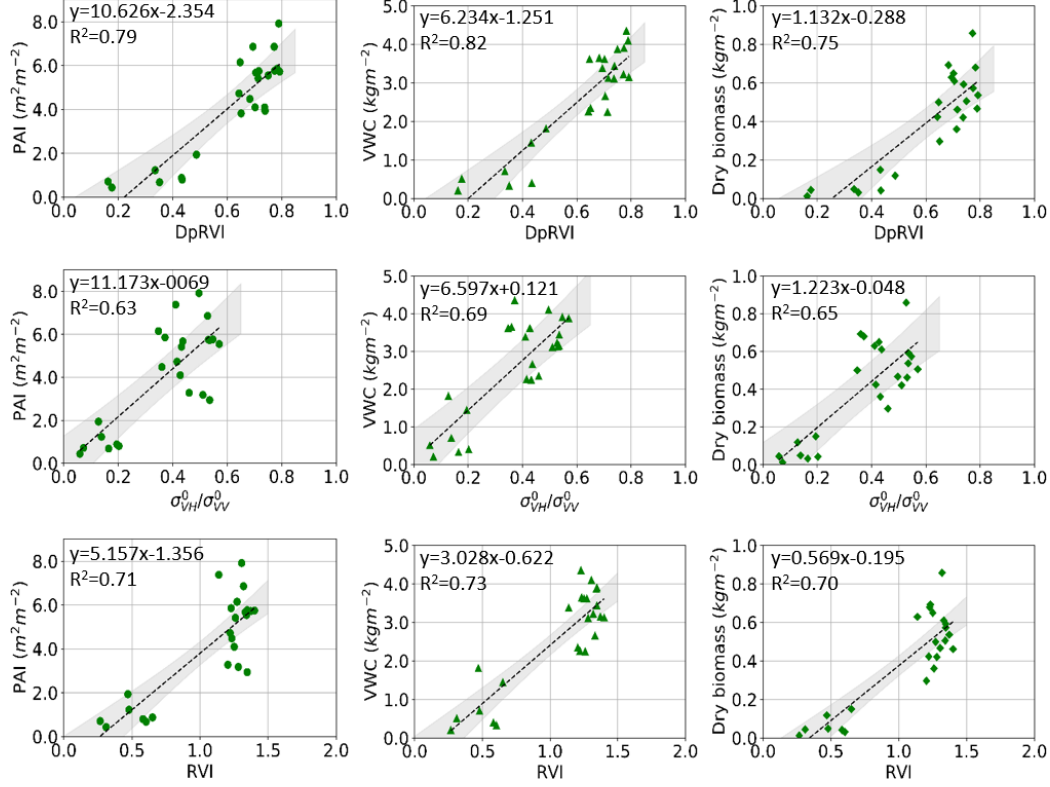 y=10.626x-2.354
R²=0.79
8.0
6.0
4.0
2.0
0.0
PAI (m²m⁻²)
0.0 0.2 0.4 0.6 0.8 1.0
DpRVI
y=6.234x-1.251
R²=0.82
5.0
4.0
3.0
2.0
1.0
0.0
VWC (kgm⁻²)
0.0 0.2 0.4 0.6 0.8 1.0
DpRVI
y=1.132x-0.288
R²=0.75
1.0
0.8
0.6
0.4
0.2
0.0
Dry biomass (kgm⁻²)
0.0 0.2 0.4 0.6 0.8 1.0
DpRVI
y=11.173x-0069
R²=0.63
8.0
6.0
4.0
2.0
0.0
PAI (m²m⁻²)
0.0 0.2 0.4 0.6 0.8 1.0
σ⁰VH/σ⁰VV
y=6.597x+0.121
R²=0.69
5.0
4.0
3.0
2.0
1.0
0.0
VWC (kgm⁻²)
0.0 0.2 0.4 0.6 0.8 1.0
σ⁰VH/σ⁰VV
y=1.223x-0.048
R²=0.65
1.0
0.8
0.6
0.4
0.2
0.0
Dry biomass (kgm⁻²)
0.0 0.2 0.4 0.6 0.8 1.0
σ⁰VH/σ⁰VV
y=5.157x-1.356
R²=0.71
8.0
6.0
4.0
2.0
0.0
PAI (m²m⁻²)
0.0 0.5 1.0 1.5 2.0
RVI
y=3.028x-0.622
R²=0.73
5.0
4.0
3.0
2.0
1.0
0.0
VWC (kgm⁻²)
0.0 0.5 1.0 1.5 2.0
RVI
y=0.569x-0.195
R²=0.70
1.0
0.8
0.6
0.4
0.2
0.0
Dry biomass (kgm⁻²)
0.0 0.5 1.0 1.5 2.0
RVI